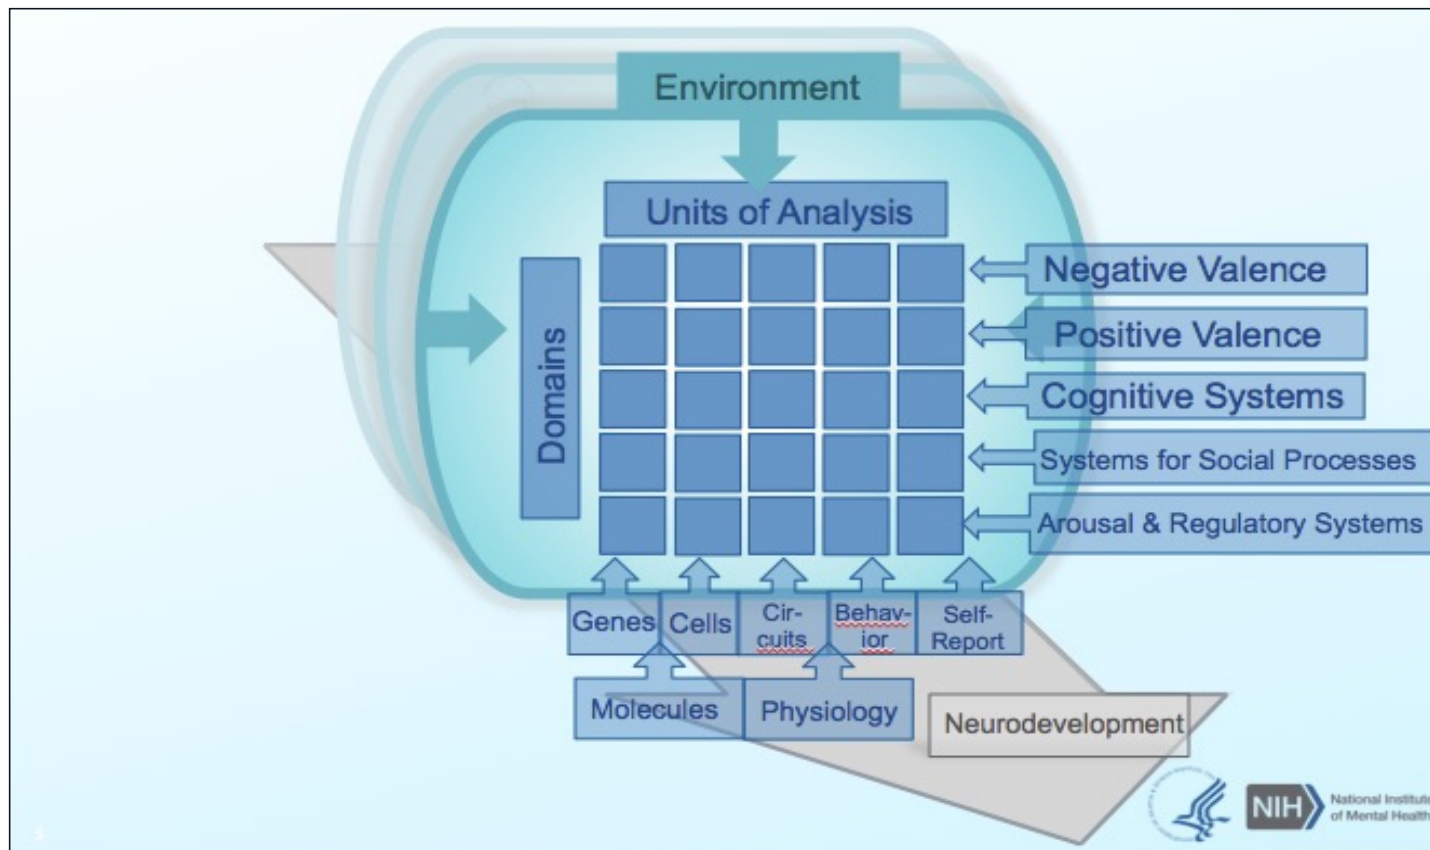 Environment
Units of Analysis
Domains
Negative Valence
Positive Valence
Cognitive Systems
Systems for Social Processes
Arousal & Regulatory Systems
Genes
Cells
Cir-
cuits
Behav-
ior
Self-
Report
Molecules
Physiology
Neurodevelopment
NIH
National Institute
of Mental Health
3